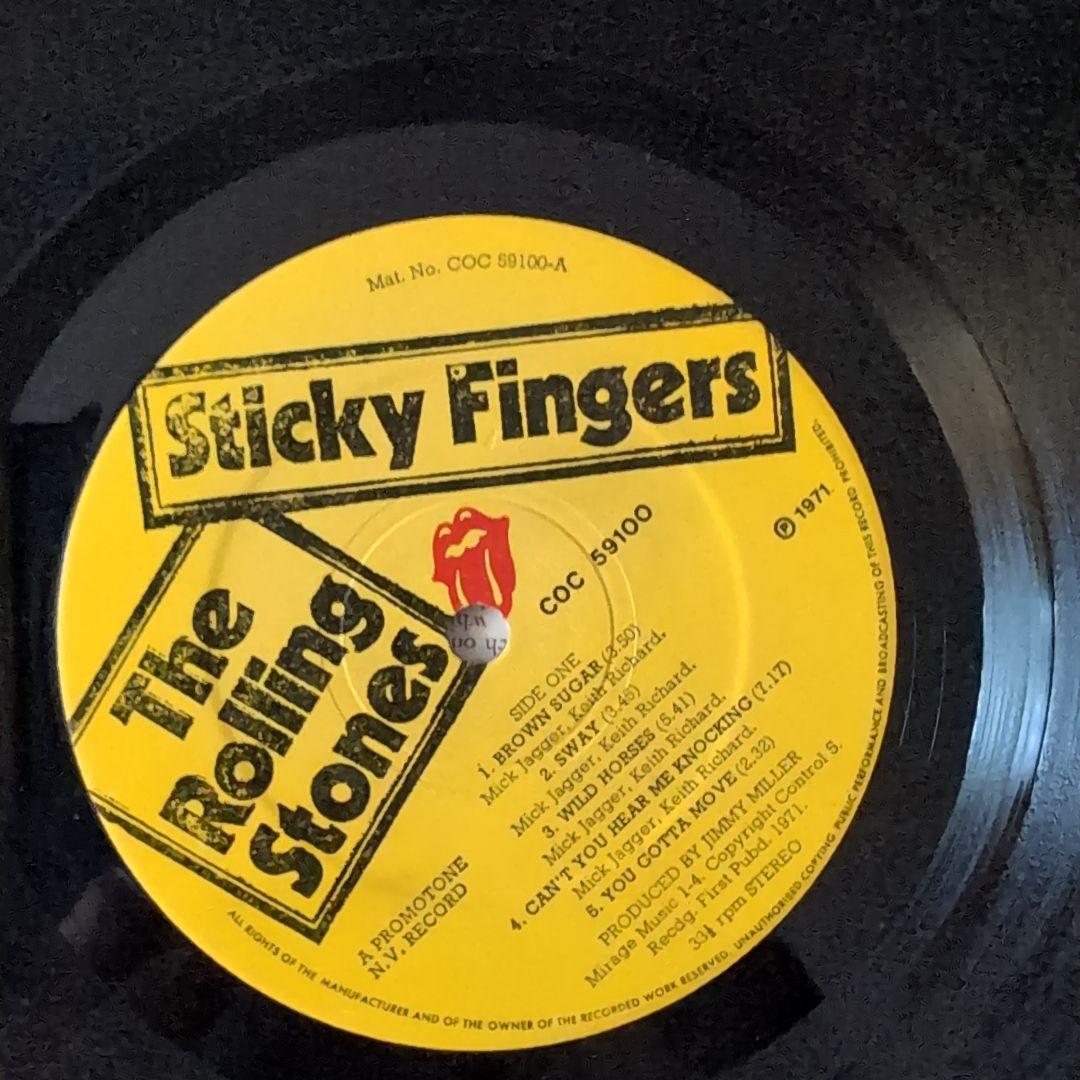 Mat. No. COC 59100-A
Sticky Fingers
The
Rolling
Stones
COC 59100
℗ 1971.
SIDE ONE
1. BROWN SUGAR (3.50)
Mick Jagger, Keith Richard.
2. SWAY (3.45)
Mick Jagger, Keith Richard.
3. WILD HORSES (5.41)
Mick Jagger, Keith Richard.
4. CAN'T YOU HEAR ME KNOCKING (7.17)
Mick Jagger, Keith Richard.
5. YOU GOTTA MOVE (2.32)
PRODUCED BY JIMMY MILLER
Mirage Music 1-4. Copyright Control 5.
Recdg. First Pubd. 1971.
33⅓ rpm STEREO
A PROMOTONE
N.V. RECORD
ALL RIGHTS OF THE MANUFACTURER AND OF THE OWNER OF THE RECORDED WORK RESERVED. UNAUTHORISED COPYING, PUBLIC PERFORMANCE AND BROADCASTING OF THIS RECORD PROHIBITED.